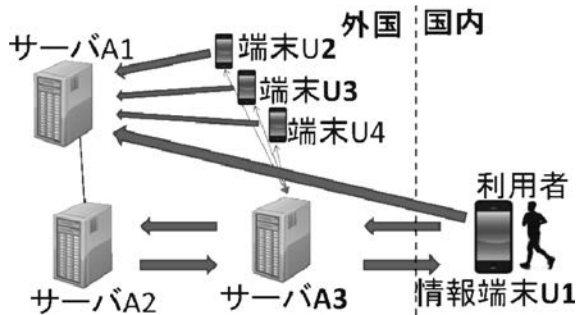 外国 国内
サーバA1
端末U2
端末U3
端末U4
利用者
サーバA2
サーバA3
情報端末U1